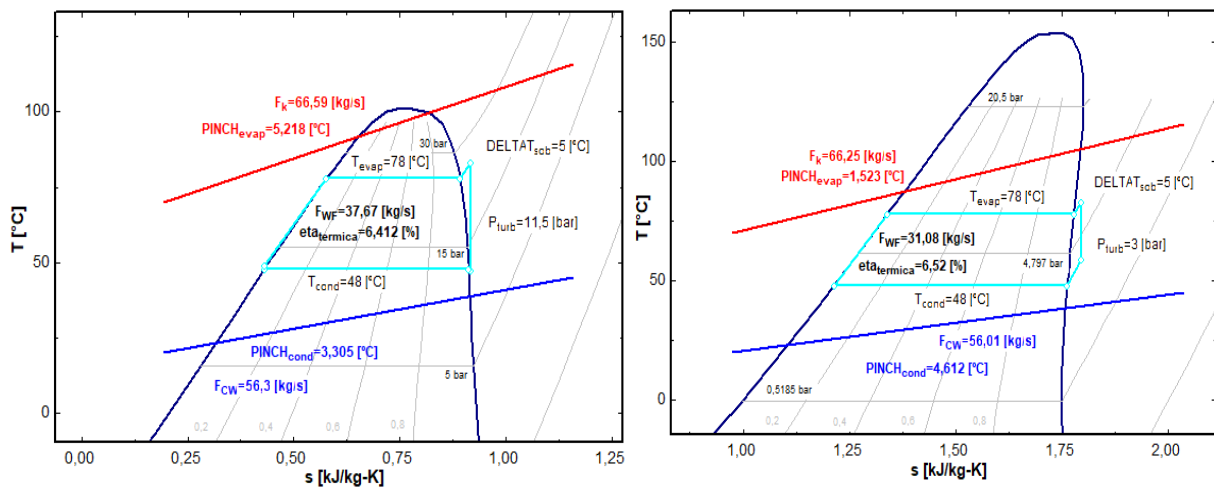 100
50
0
T [°C]
0,00
0,25
0,50
0,75
1,00
1,25
s [kJ/kg-K]
F_k=66,59 [kg/s]
PINCH_evap=5,218 [°C]
30 bar
DELTAT_sob=5 [°C]
T_evap=78 [°C]
F_WF=37,67 [kg/s]
eta_termica=6,412 [%]
P_turb=11,5 [bar]
15 bar
T_cond=48 [°C]
PINCH_cond=3,305 [°C]
5 bar
F_CW=56,3 [kg/s]
0,2
0,4
0,6
0,8
150
100
50
0
T [°C]
1,00
1,25
1,50
1,75
2,00
s [kJ/kg-K]
20,5 bar
F_k=66,25 [kg/s]
PINCH_evap=1,523 [°C]
DELTAT_sob=5 [°C]
T_evap=78 [°C]
F_WF=31,08 [kg/s]
P_turb=3 [bar]
eta_termica=6,52 [%]
4,797 bar
T_cond=48 [°C]
F_CW=56,01 [kg/s]
PINCH_cond=4,612 [°C]
0,5185 bar
0,2
0,4
0,6
0,8